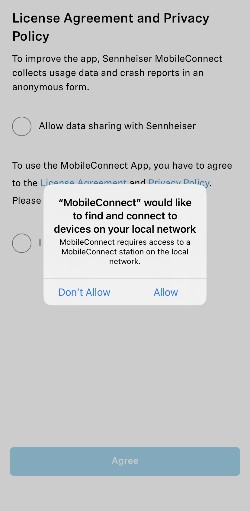 License Agreement and Privacy
Policy
To improve the app, Sennheiser MobileConnect
collects usage data and crash reports in an
anonymous form.
Allow data sharing with Sennheiser
To use the MobileConnect App, you have to agree
to the License Agreement and Privacy Policy.
Please
“MobileConnect” would like
to find and connect to
devices on your local network
MobileConnect requires access to a
MobileConnect station on the local
network.
Don't Allow Allow
Agree